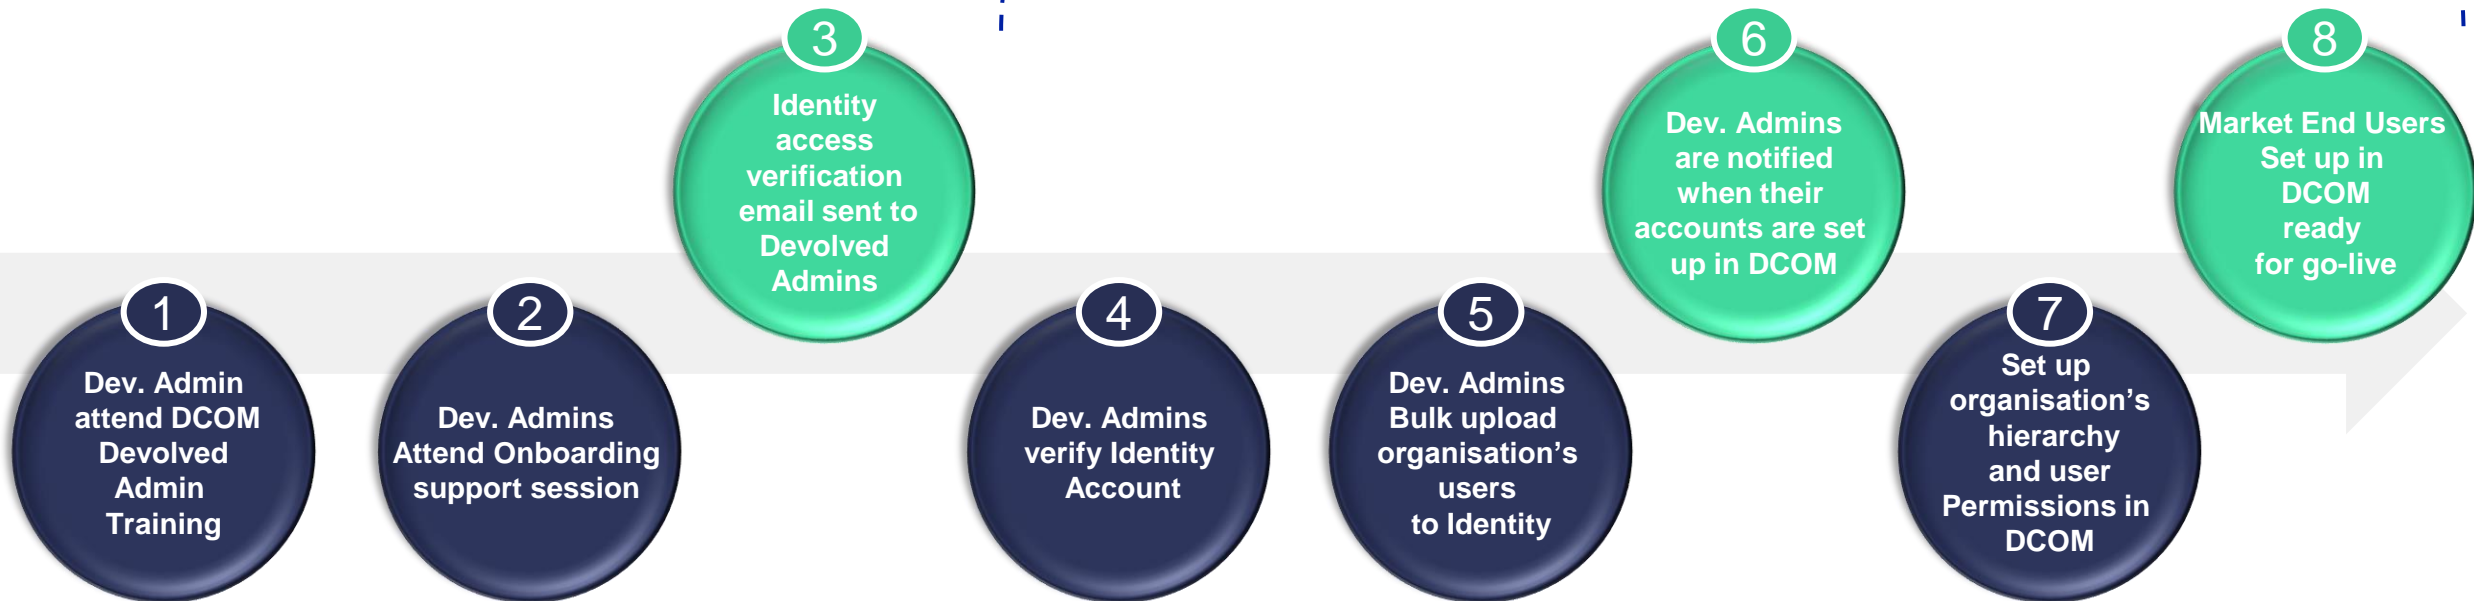 1
Dev. Admin
attend DCOM
Devolved
Admin
Training
2
Dev. Admins
Attend Onboarding
support session
3
Identity
access
verification
email sent to
Devolved
Admins
4
Dev. Admins
verify Identity
Account
5
Dev. Admins
Bulk upload
organisation’s
users
to Identity
6
Dev. Admins
are notified
when their
accounts are set
up in DCOM
7
Set up
organisation’s
hierarchy
and user
Permissions in
DCOM
8
Market End Users
Set up in
DCOM
ready
for go-live